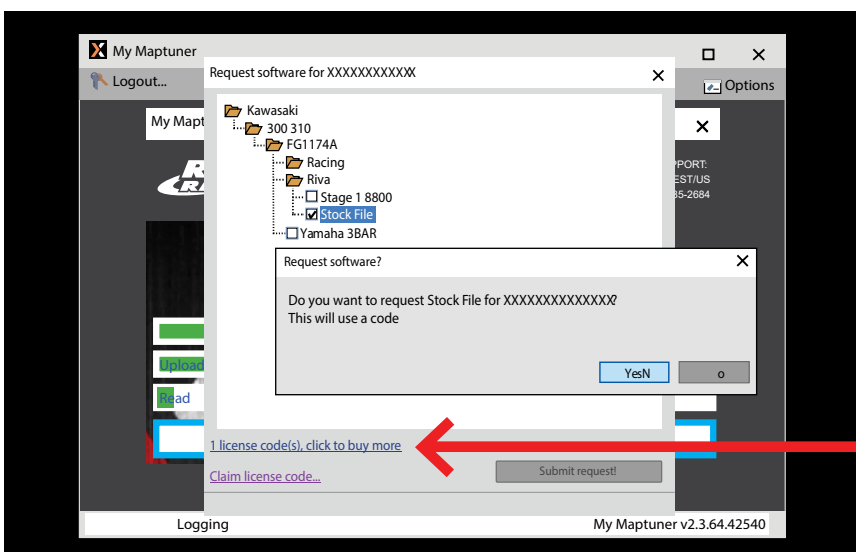 My Maptuner
Logout...
Options
Request software for XXXXXXXXXXXX
My Mapt
Kawasaki
300 310
FG1174A
Racing
Riva
Stage 1 8800
Stock File
Yamaha 3BAR
PPORT:
EST/US
35-2684
Request software?
Do you want to request Stock File for XXXXXXXXXXXXXX?
This will use a code
YesN o
Upload
Read
1 license code(s), click to buy more
Claim license code...
Submit request!
Logging
My Maptuner v2.3.64.42540